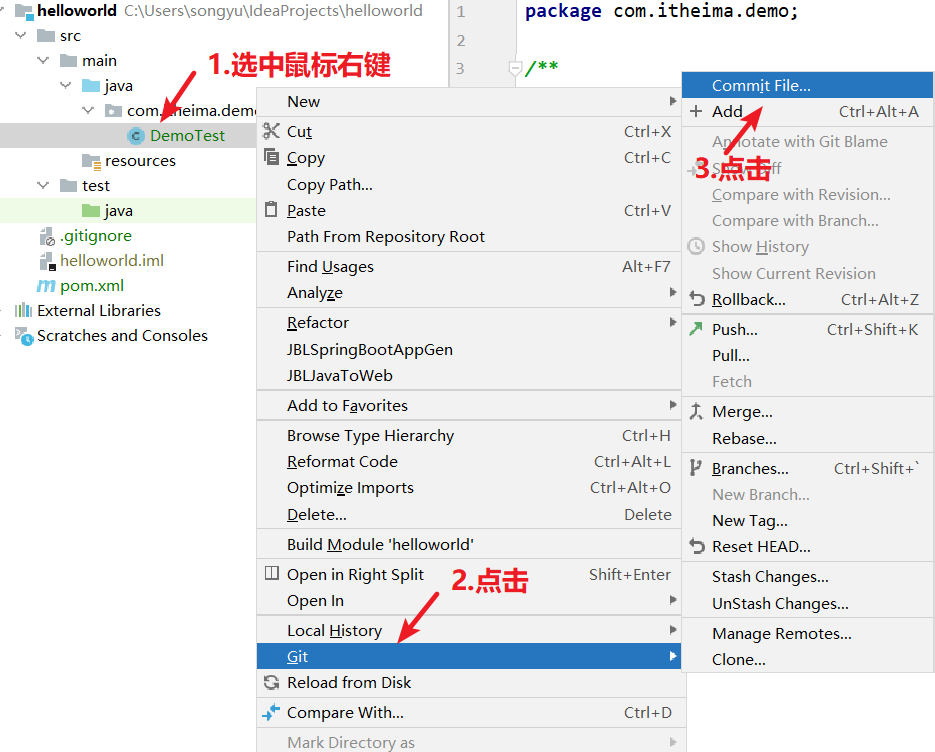 helloworld C:\Users\songyu\IdeaProjects\helloworld
src
main
java
com.itheima.demo
DemoTest
resources
test
java
.gitignore
helloworld.iml
pom.xml
External Libraries
Scratches and Consoles
1.选中鼠标右键
1 package com.itheima.demo;
2
3 /**
New
Cut Ctrl+X
Copy Ctrl+C
Copy Path...
Paste Ctrl+V
Path From Repository Root
Find Usages Alt+F7
Analyze
Refactor
JBLSpringBootAppGen
JBLJavaToWeb
Add to Favorites
Browse Type Hierarchy Ctrl+H
Reformat Code Ctrl+Alt+L
Optimize Imports Ctrl+Alt+O
Delete... Delete
Build Module 'helloworld'
Open in Right Split Shift+Enter
Open In
2.点击
Local History
Git
Reload from Disk
Compare With... Ctrl+D
Mark Directory as
Commit File...
Add Ctrl+Alt+A
Annotate with Git Blame
3.点击
Compare with Revision...
Compare with Branch...
Show History
Show Current Revision
Rollback... Ctrl+Alt+Z
Push... Ctrl+Shift+K
Pull...
Fetch
Merge...
Rebase...
Branches... Ctrl+Shift+`
New Branch...
New Tag...
Reset HEAD...
Stash Changes...
UnStash Changes...
Manage Remotes...
Clone...